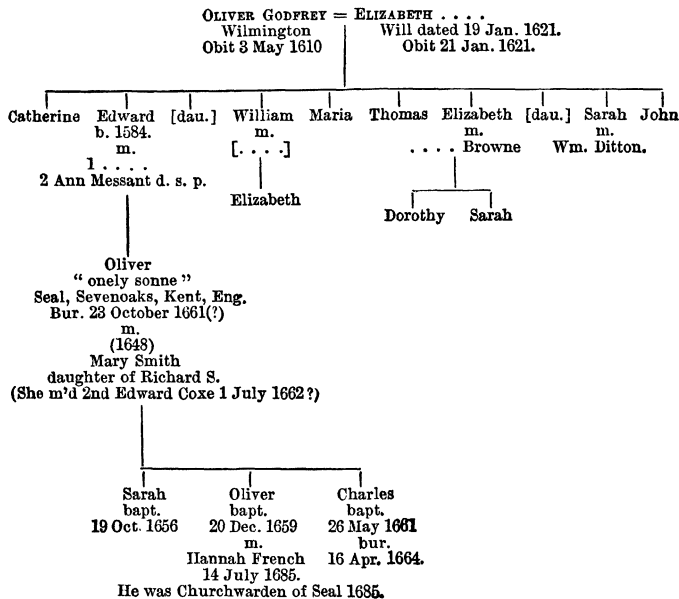 OLIVER GODFREY = ELIZABETH . . . .
Wilmington Will dated 19 Jan. 1621.
Obit 3 May 1610 Obit 21 Jan. 1621.
Catherine Edward [dau.] William Maria Thomas Elizabeth [dau.] Sarah John
b. 1584. m. m. m.
m. [. . . .] . . . . Browne Wm. Ditton.
1 . . . .
2 Ann Messant d. s. p.
Elizabeth
Dorothy Sarah
Oliver
"onely sonne"
Seal, Sevenoaks, Kent, Eng.
Bur. 23 October 1661(?)
m.
(1648)
Mary Smith
daughter of Richard S.
(She m'd 2nd Edward Coxe 1 July 1662?)
Sarah Oliver Charles
bapt. bapt. bapt.
19 Oct. 1656 20 Dec. 1659 26 May 1661
m. bur.
Hannah French 16 Apr. 1664.
14 July 1685.
He was Churchwarden of Seal 1685.